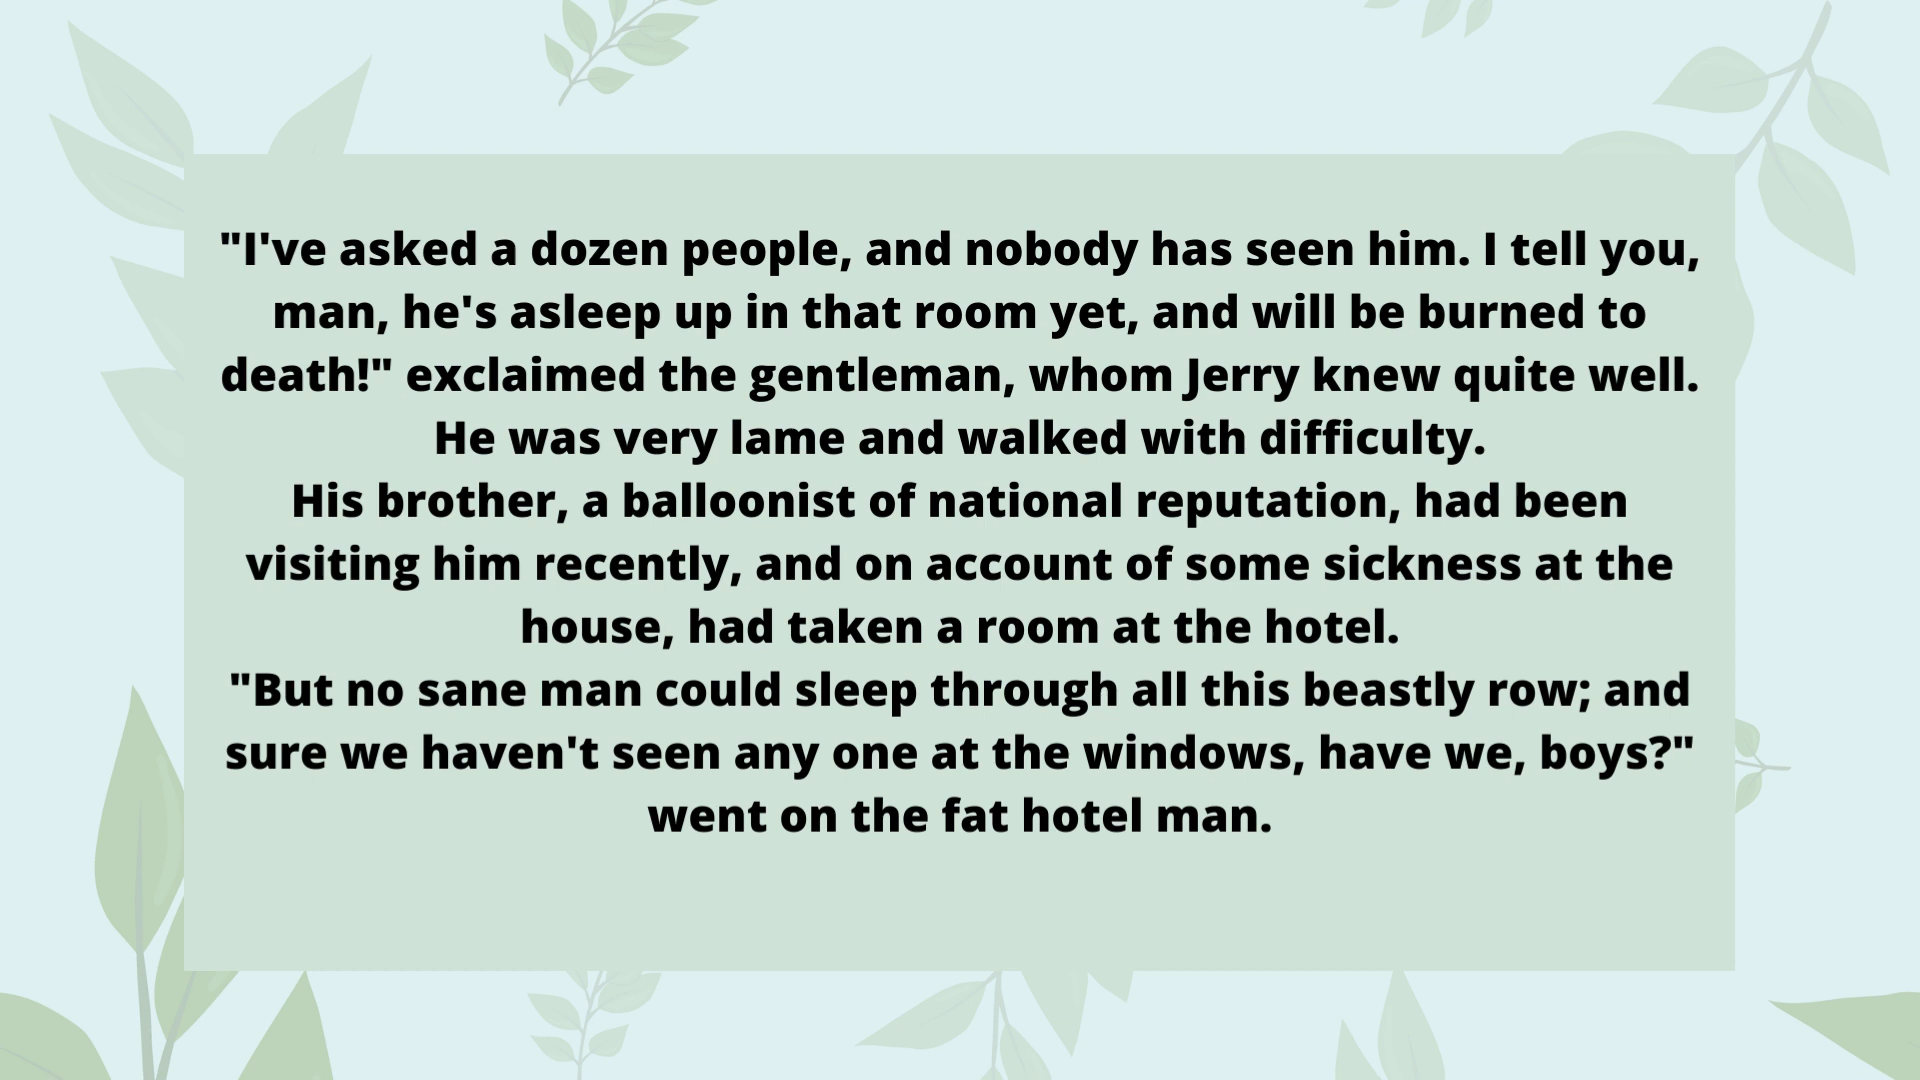 "I've asked a dozen people, and nobody has seen him. I tell you,
man, he's asleep up in that room yet, and will be burned to
death!" exclaimed the gentleman, whom Jerry knew quite well.
He was very lame and walked with difficulty.
His brother, a balloonist of national reputation, had been
visiting him recently, and on account of some sickness at the
house, had taken a room at the hotel.
"But no sane man could sleep through all this beastly row; and
sure we haven't seen any one at the windows, have we, boys?"
went on the fat hotel man.